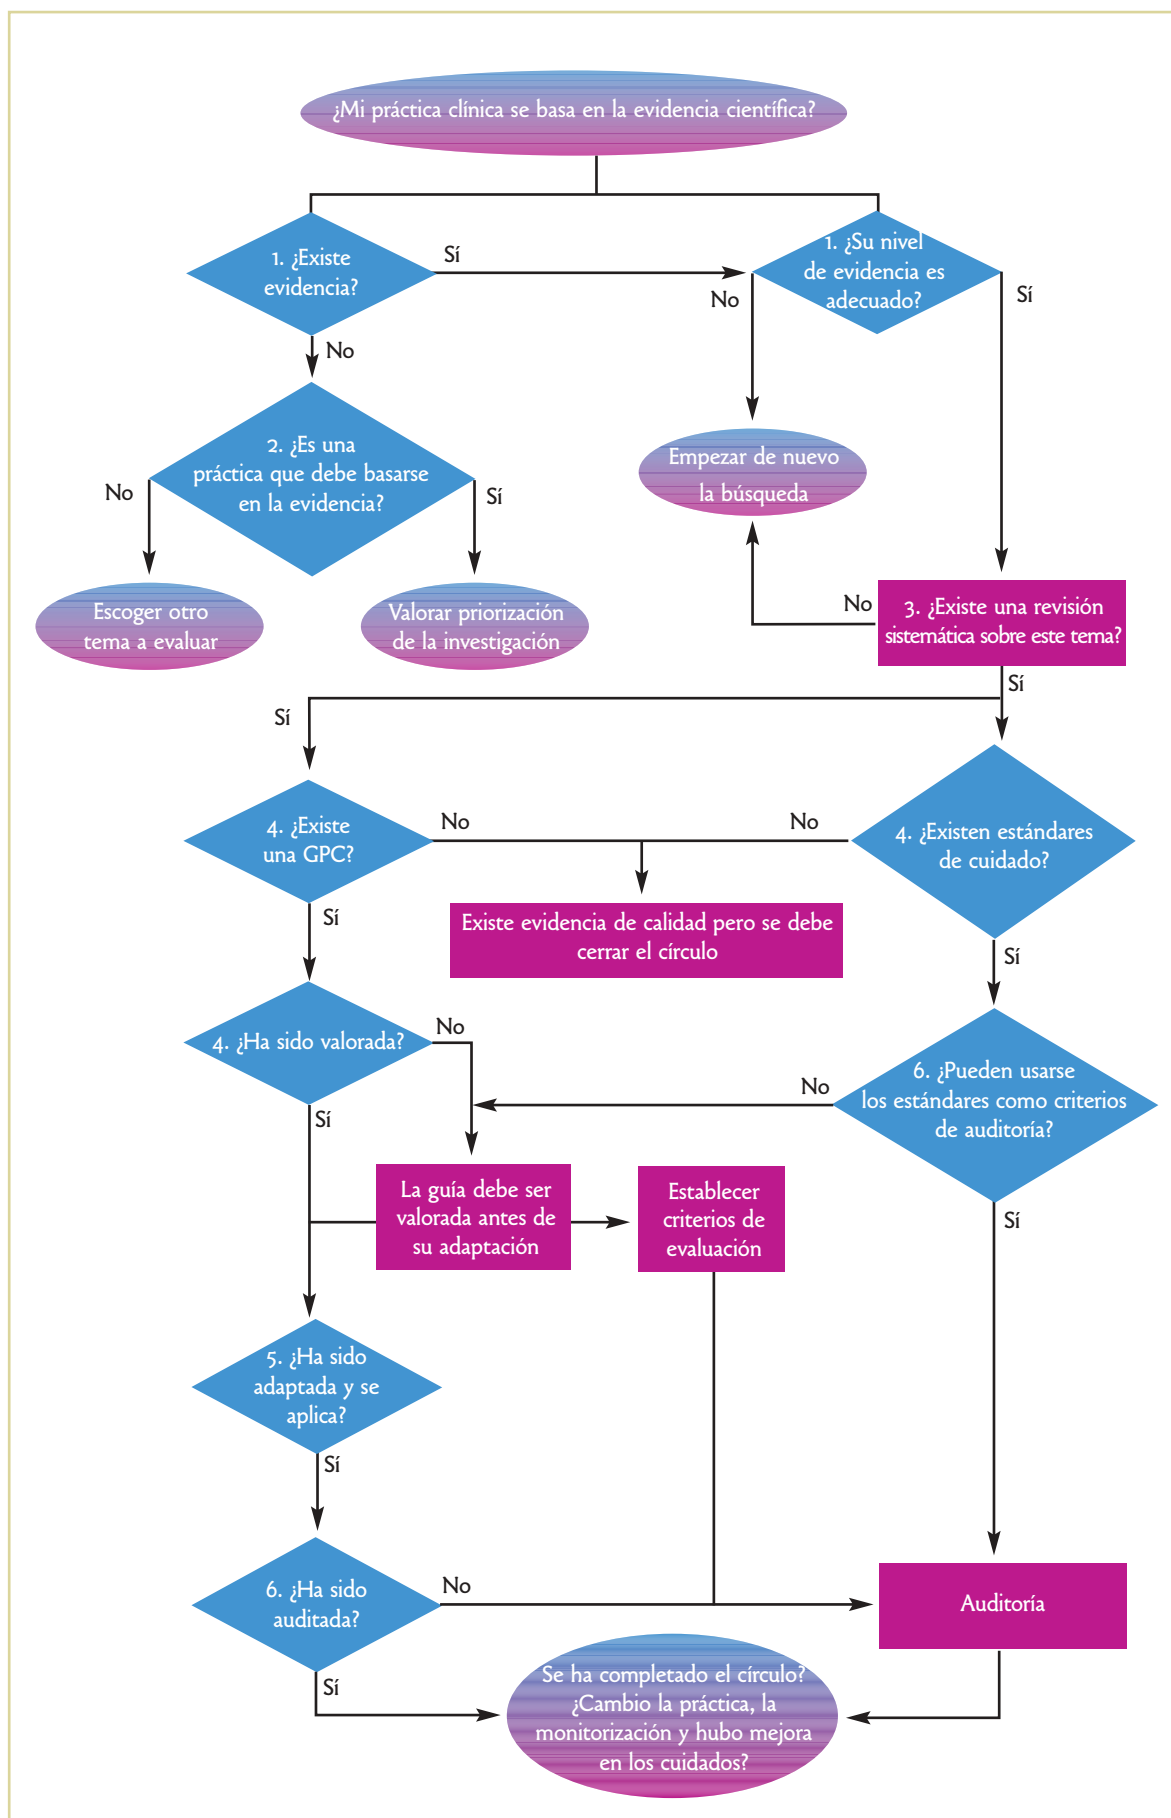 ¿Mi práctica clínica se basa en la evidencia científica?
1. ¿Existe
evidencia?
Sí
1. ¿Su nivel
de evidencia es
adecuado?
No
Sí
No
2. ¿Es una
práctica que debe basarse
en la evidencia?
No
Sí
Empezar de nuevo
la búsqueda
Escoger otro
tema a evaluar
Valorar priorización
de la investigación
No
3. ¿Existe una revisión
sistemática sobre este tema?
Sí
Sí
4. ¿Existe
una GPC?
No
No
4. ¿Existen estándares
de cuidado?
Sí
Existe evidencia de calidad pero se debe
cerrar el círculo
Sí
4. ¿Ha sido valorada?
No
No
6. ¿Pueden usarse
los estándares como criterios
de auditoría?
Sí
La guía debe ser
valorada antes de
su adaptación
Establecer
criterios de
evaluación
Sí
5. ¿Ha sido
adaptada y se
aplica?
Sí
6. ¿Ha sido
auditada?
No
Auditoría
Sí
Se ha completado el círculo?
¿Cambio la práctica, la
monitorización y hubo mejora
en los cuidados?